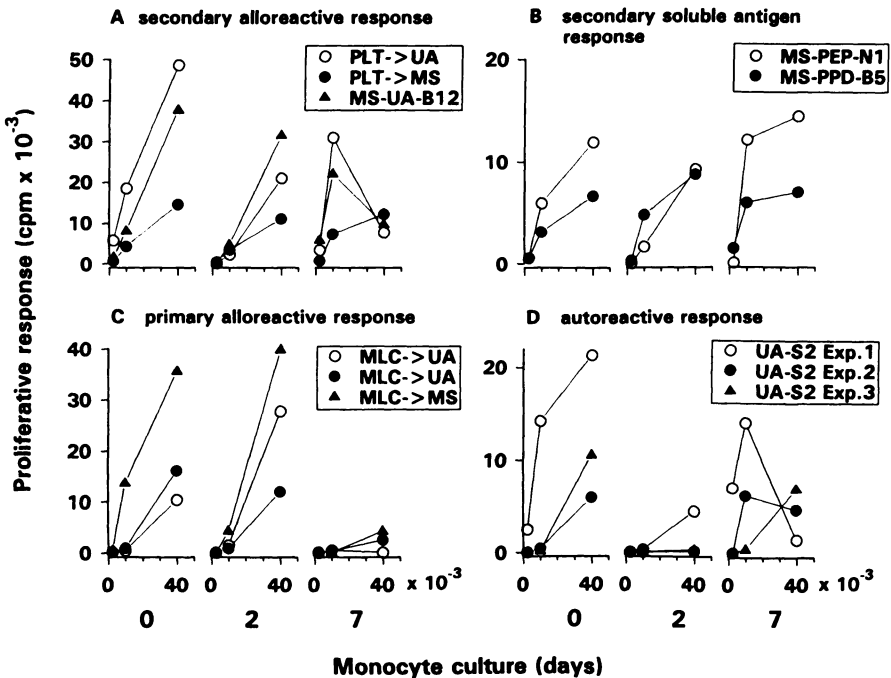 A secondary alloreactive response
PLT->UA
PLT->MS
MS-UA-B12
50
40
30
20
10
0
B secondary soluble antigen
response
MS-PEP-N1
MS-PPD-B5
20
10
0
C primary alloreactive response
MLC->UA
MLC->UA
MLC->MS
40
30
20
10
0
D autoreactive response
UA-S2 Exp.1
UA-S2 Exp.2
UA-S2 Exp.3
20
10
0
Proliferative response (cpm x 10⁻³)
0 40 0 40 0 40 x 10⁻³
0 2 7
0 40 0 40 0 40 x 10⁻³
0 2 7
Monocyte culture (days)